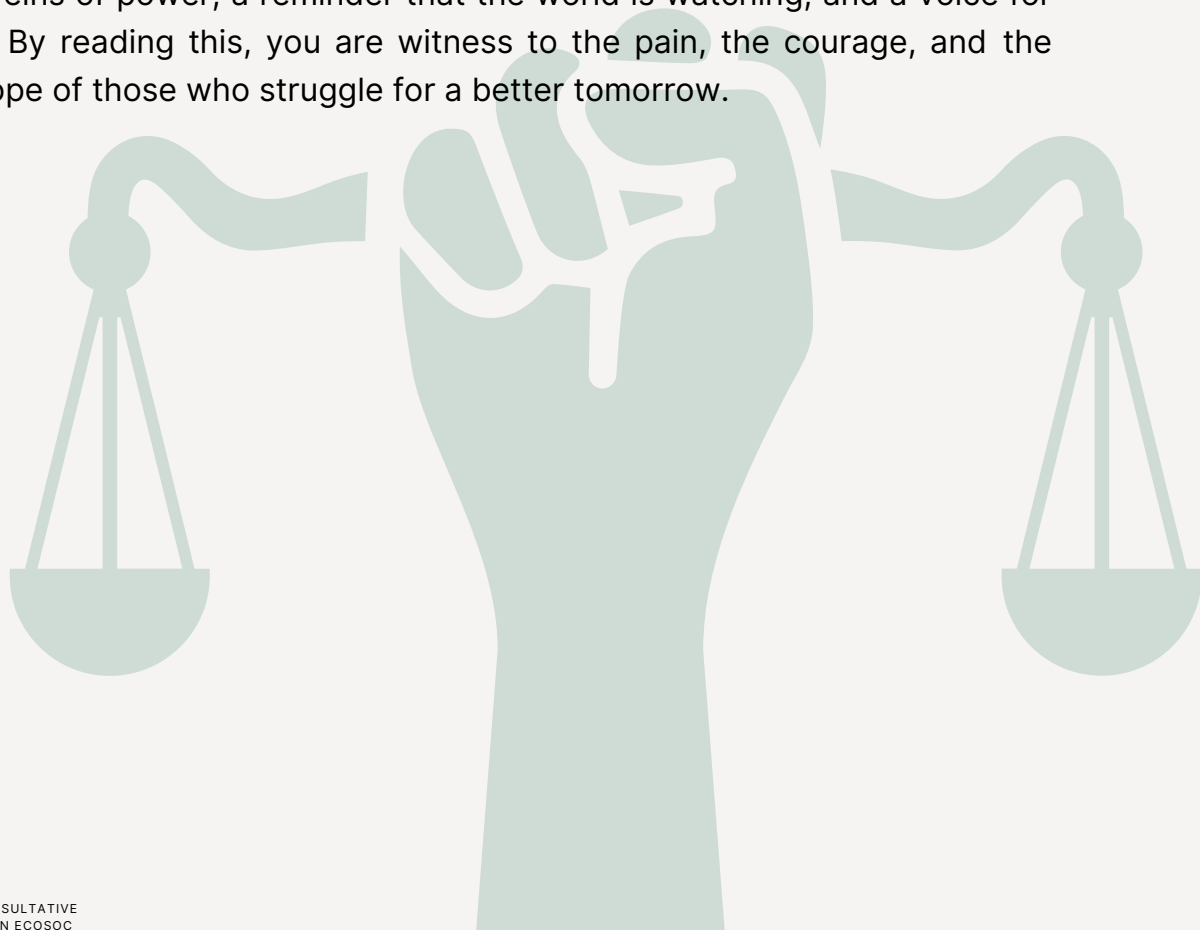 eins of power, a reminder that the world is watching, and a voice for
By reading this, you are witness to the pain, the courage, and the
ope of those who struggle for a better tomorrow.
SULTATIVE
N ECOSOC